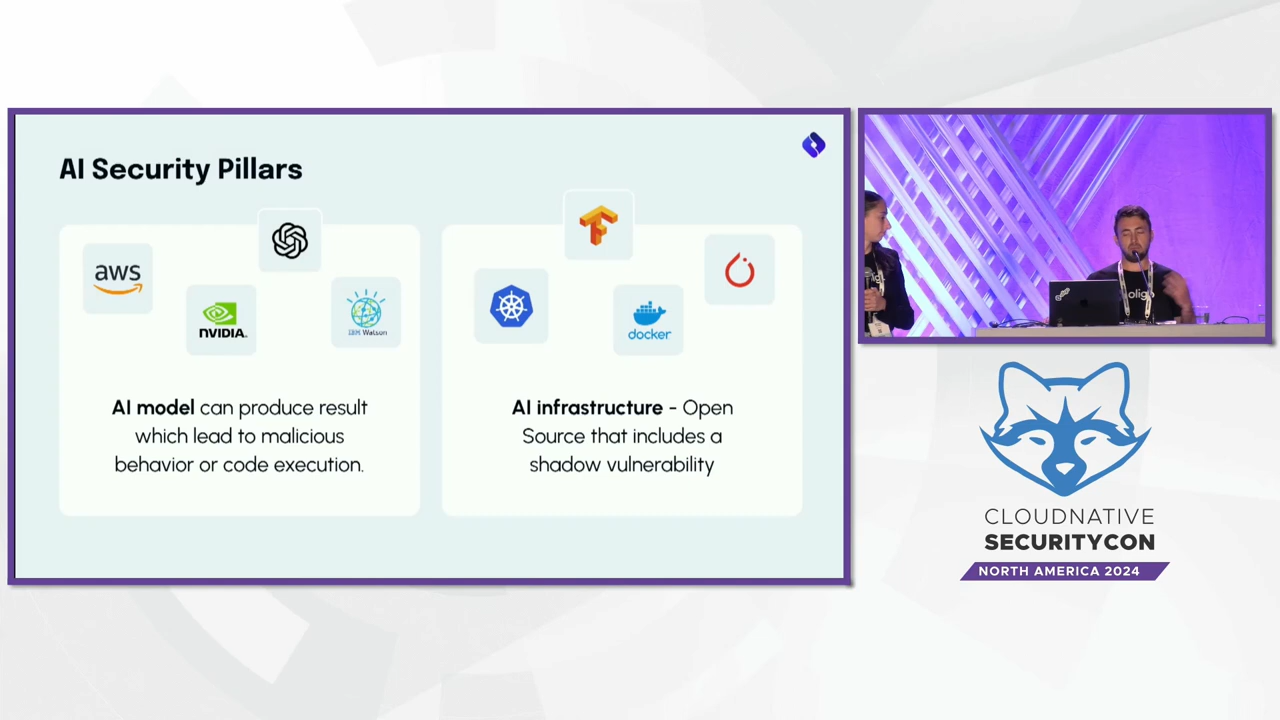 AI Security Pillars
aws
NVIDIA.
IBM Watson
docker
AI model can produce result
which lead to malicious
behavior or code execution.
AI infrastructure - Open
Source that includes a
shadow vulnerability
oligo
CLOUDNATIVE
SECURITYCON
NORTH AMERICA 2024